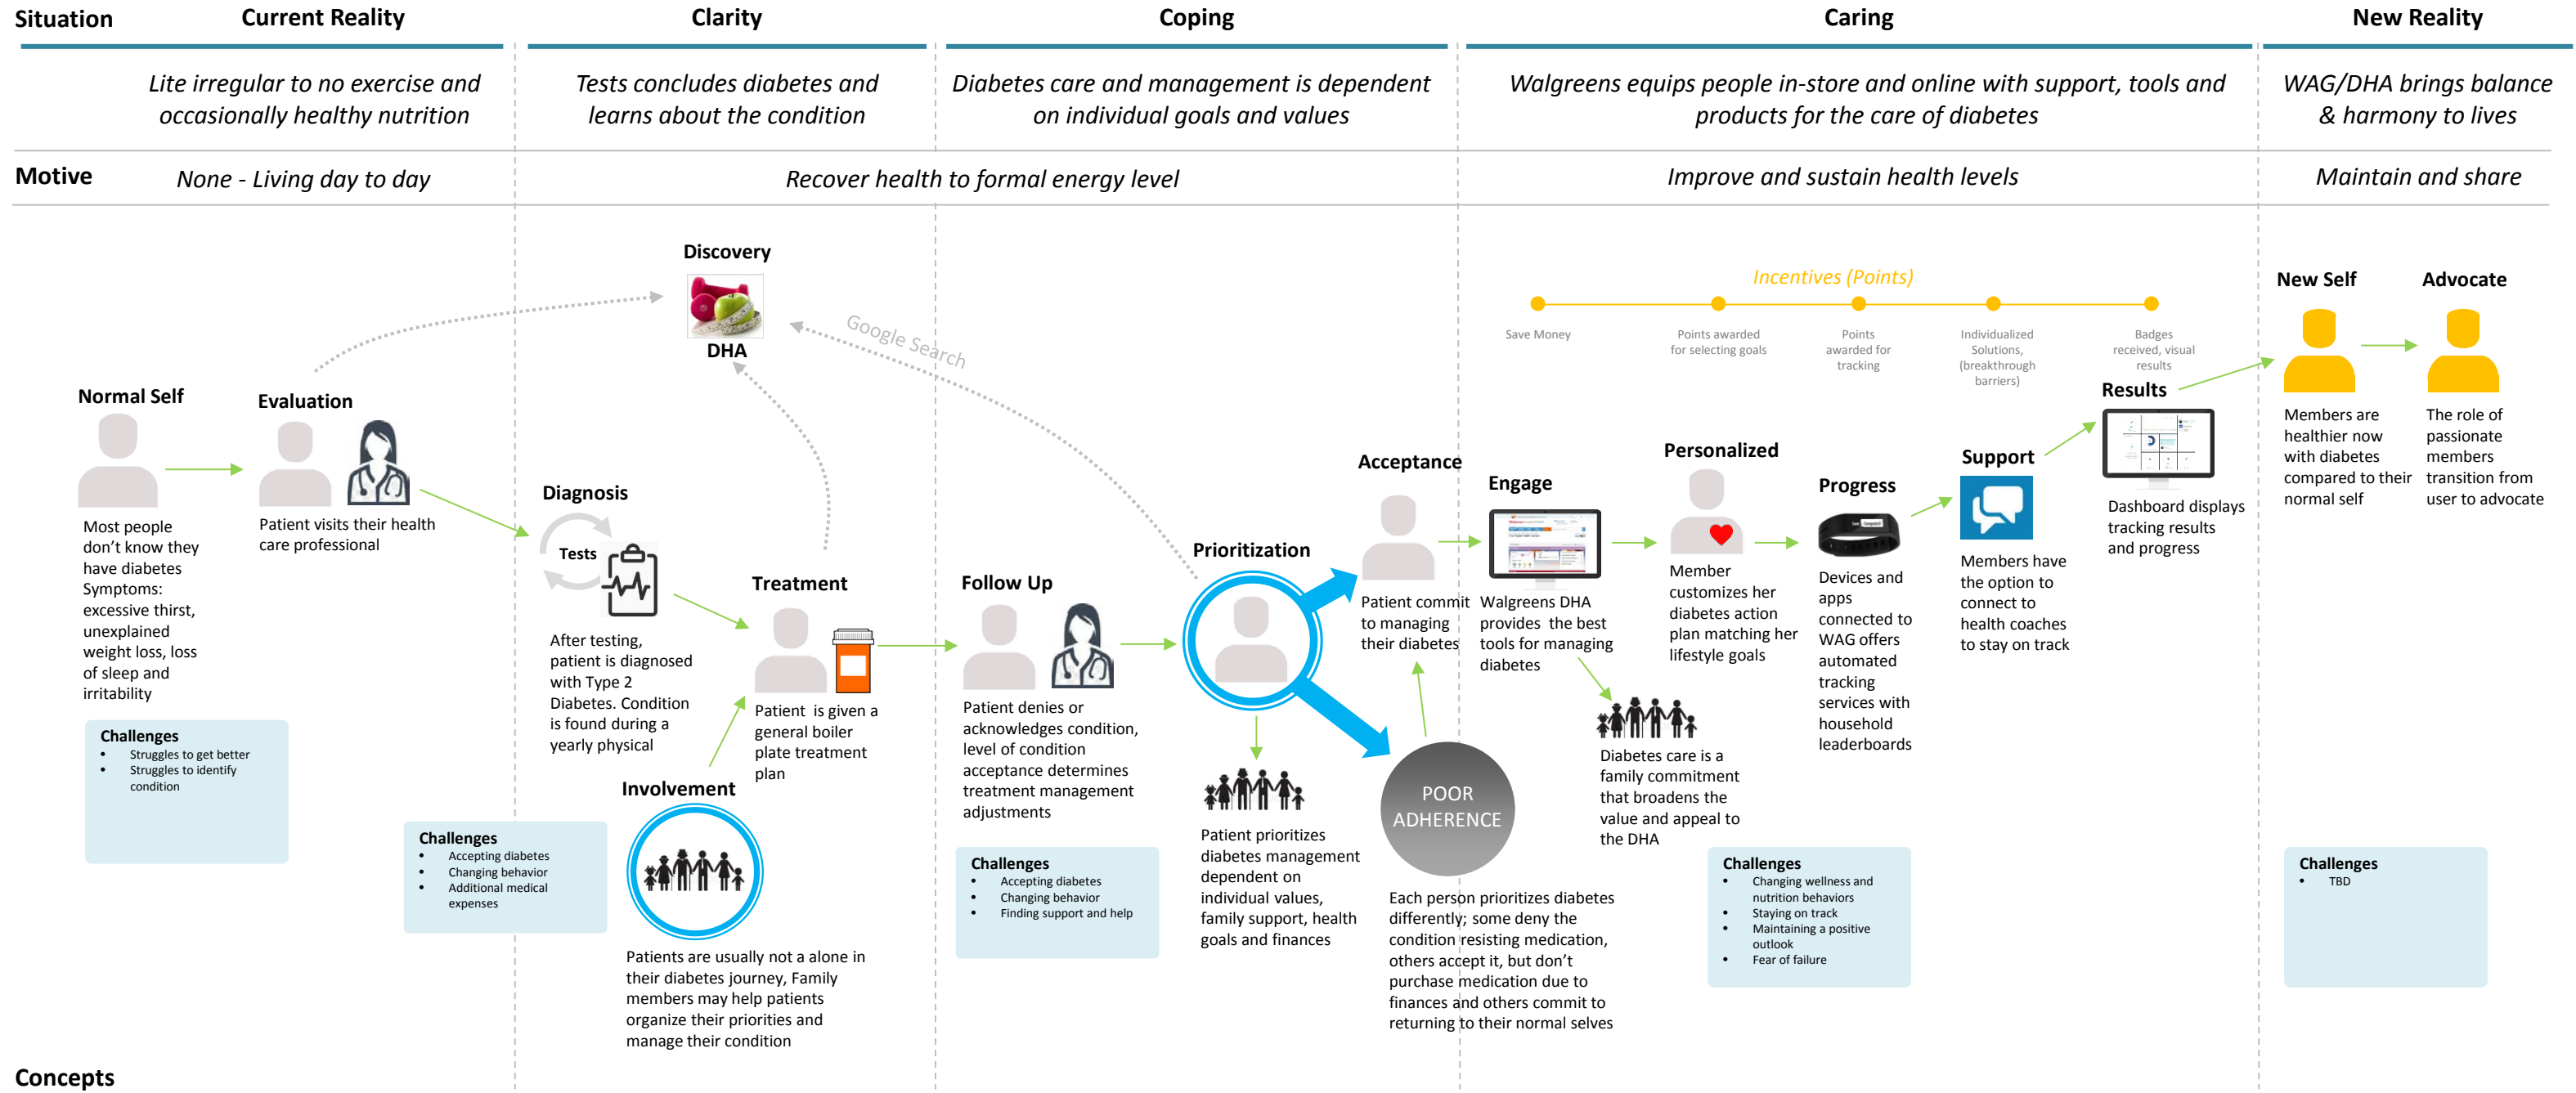 Situation
Current Reality
Clarity
Coping
Caring
New Reality
Lite irregular to no exercise and
occasionally healthy nutrition
Tests concludes diabetes and
learns about the condition
Diabetes care and management is dependent
on individual goals and values
Walgreens equips people in-store and online with support, tools and
products for the care of diabetes
WAG/DHA brings balance
& harmony to lives
Motive
None - Living day to day
Recover health to formal energy level
Improve and sustain health levels
Maintain and share
Discovery
DHA
Google Search
Incentives (Points)
Save Money
Points awarded
for selecting goals
Points
awarded for
tracking
Individualized
Solutions,
(breakthrough
barriers)
Badges
received, visual
results
Normal Self
Most people
don't know they
have diabetes
Symptoms:
excessive thirst,
unexplained
weight loss, loss
of sleep and
irritability
Evaluation
Patient visits their health
care professional
Challenges
• Struggles to get better
• Struggles to identify
condition
Diagnosis
Tests
After testing,
patient is diagnosed
with Type 2
Diabetes. Condition
is found during a
yearly physical
Treatment
Patient  is given a
general boiler
plate treatment
plan
Involvement
Patients are usually not a alone in
their diabetes journey, Family
members may help patients
organize their priorities and
manage their condition
Challenges
• Accepting diabetes
• Changing behavior
• Additional medical
expenses
Follow Up
Patient denies or
acknowledges condition,
level of condition
acceptance determines
treatment management
adjustments
Challenges
• Accepting diabetes
• Changing behavior
• Finding support and help
Prioritization
Patient prioritizes
diabetes management
dependent on
individual values,
family support, health
goals and finances
Acceptance
Patient commit
to managing
their diabetes
POOR
ADHERENCE
Each person prioritizes diabetes
differently; some deny the
condition resisting medication,
others accept it, but don't
purchase medication due to
finances and others commit to
returning to their normal selves
Engage
Walgreens DHA
provides  the best
tools for managing
diabetes
Diabetes care is a
family commitment
that broadens the
value and appeal to
the DHA
Personalized
Member
customizes her
diabetes action
plan matching her
lifestyle goals
Progress
Devices and
apps
connected to
WAG offers
automated
tracking
services with
household
leaderboards
Support
Members have
the option to
connect to
health coaches
to stay on track
Results
Dashboard displays
tracking results
and progress
Challenges
• Changing wellness and
nutrition behaviors
• Staying on track
• Maintaining a positive
outlook
• Fear of failure
New Self
Members are
healthier now
with diabetes
compared to their
normal self
Advocate
The role of
passionate
members
transition from
user to advocate
Challenges
• TBD
Concepts